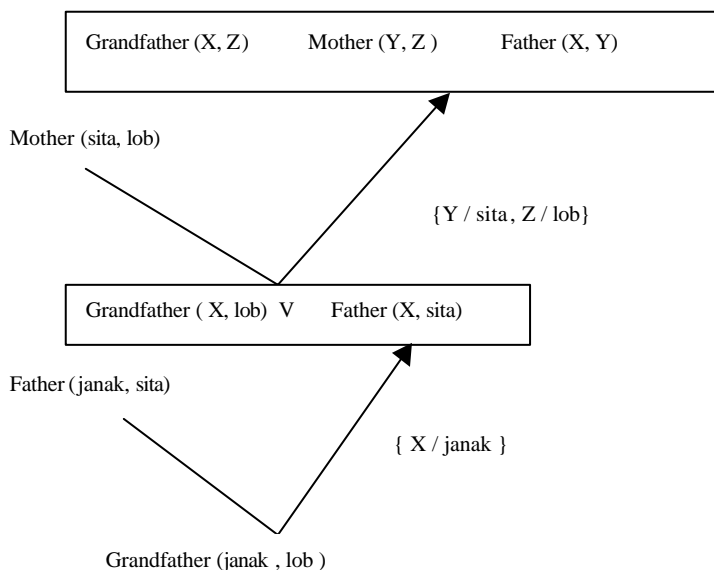 Grandfather (X, Z) Mother (Y, Z ) Father (X, Y)
Mother (sita, lob)
{Y / sita , Z / lob}
Grandfather ( X, lob) V Father (X, sita)
Father (janak, sita)
{ X / janak }
Grandfather (janak , lob )